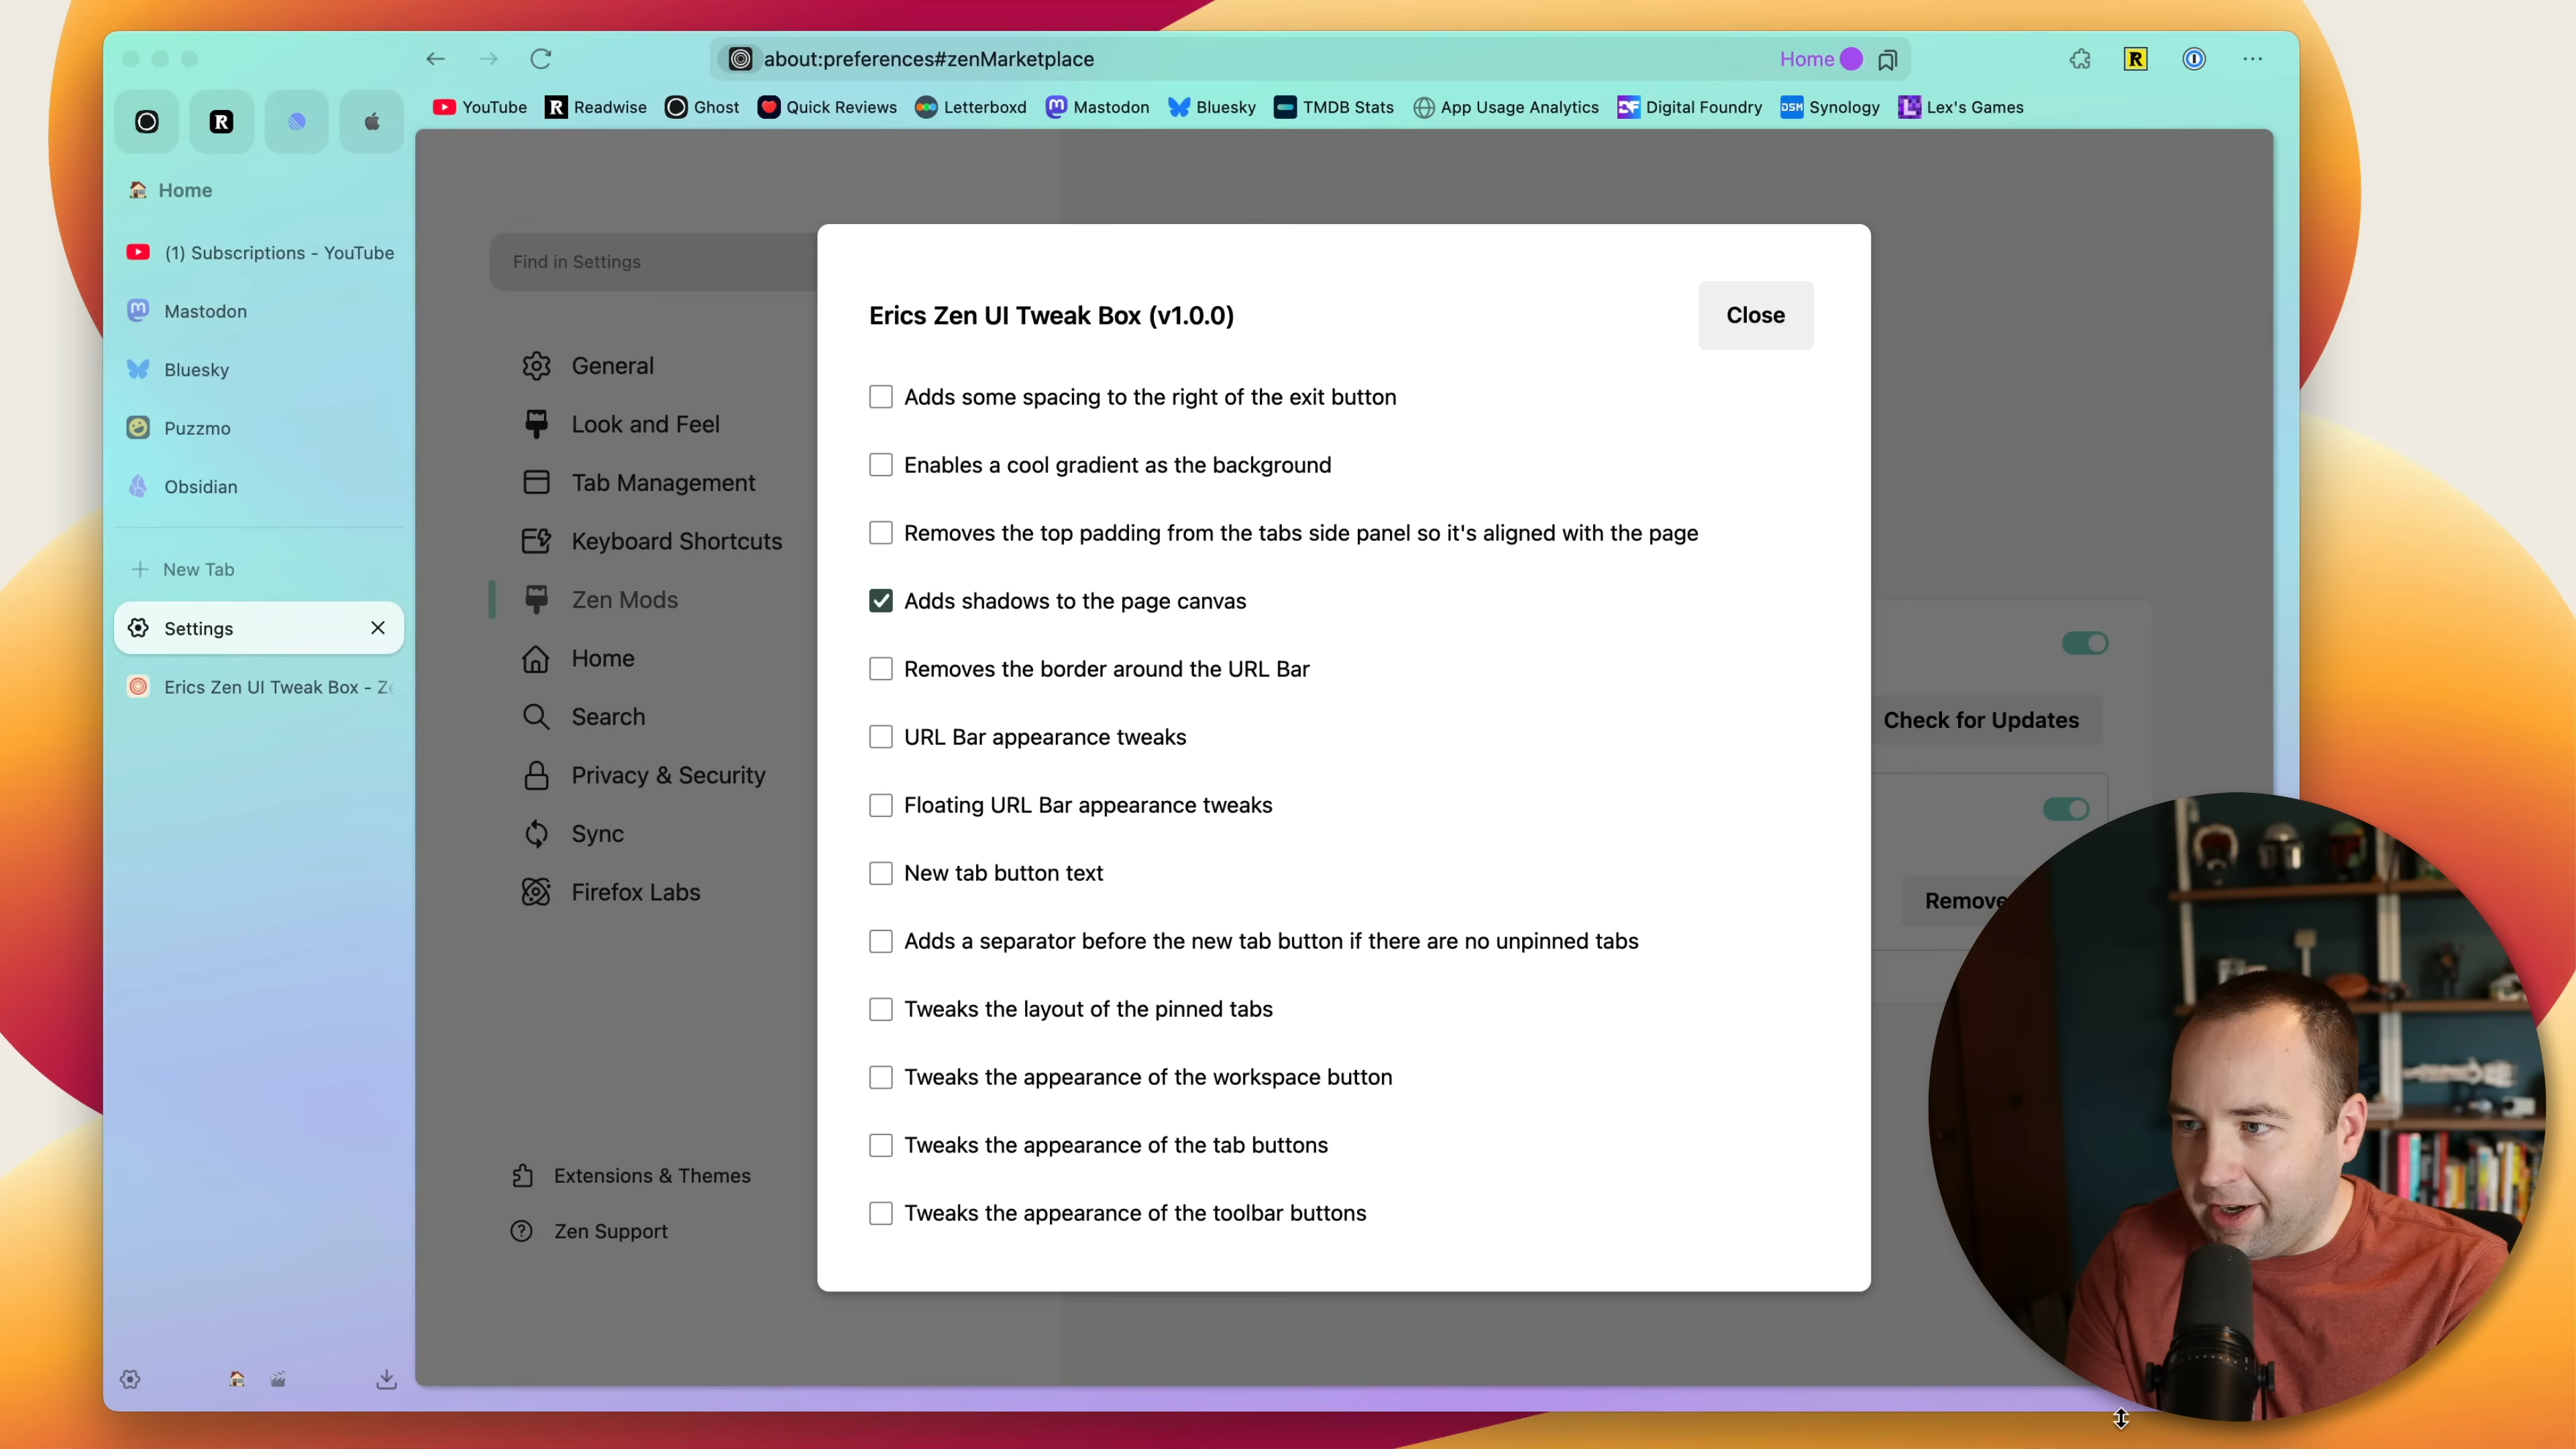 about:preferences#zenMarketplace
Home
R
YouTube
R Readwise
Ghost
Quick Reviews
Letterboxd
Mastodon
Bluesky
TMDB Stats
App Usage Analytics
DF Digital Foundry
DSM Synology
Lex's Games
R
Home
(1) Subscriptions - YouTube
Mastodon
Bluesky
Puzzmo
Obsidian
New Tab
Settings
Erics Zen UI Tweak Box - Ze
Find in Settings
General
Look and Feel
Tab Management
Keyboard Shortcuts
Zen Mods
Home
Search
Privacy & Security
Sync
Firefox Labs
Extensions & Themes
Zen Support
Erics Zen UI Tweak Box (v1.0.0)
Close
Adds some spacing to the right of the exit button
Enables a cool gradient as the background
Removes the top padding from the tabs side panel so it's aligned with the page
Adds shadows to the page canvas
Removes the border around the URL Bar
URL Bar appearance tweaks
Floating URL Bar appearance tweaks
New tab button text
Adds a separator before the new tab button if there are no unpinned tabs
Tweaks the layout of the pinned tabs
Tweaks the appearance of the workspace button
Tweaks the appearance of the tab buttons
Tweaks the appearance of the toolbar buttons
Check for Updates
Remove